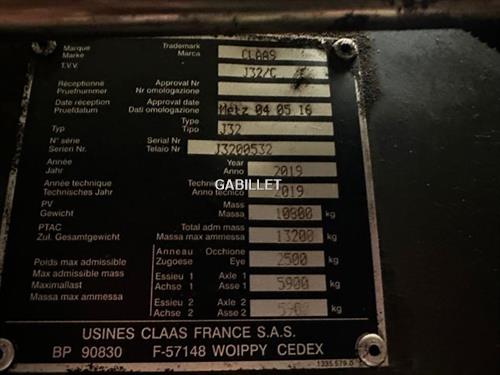 Marque Trademark CLAAS
Marke Marca
T.V.V. J32/C
Réceptionné Approval Nr
Pruefnummer Nr omologazione
Date réception Approval date Metz 04 05 16
Pruefdatum Dati omologazione
Type
Typ Tipo J32
N° série Serial Nr
Serien Nr. Telaio Nr J3200532
Année Year
Jahr Anno 2019
Année technique
Technisches Jahr Anno tecnico 2019
GABILLET
PV Mass
Gewicht Massa 10800 kg
PTAC Total adm mass
Zul. Gesamtgewicht Massa max ammessa 13200 kg
Anneau Occhione
Zugoese Eye 2500 kg
Poids max admissible
Max admissible mass Essieu 1 Axle 1
Maximallast Achse 1 Asse 1 5900 kg
Massa max ammessa Essieu 2 Axle 2
Achse 2 Asse 2 5900 kg
USINES CLAAS FRANCE S.A.S.
BP 90830 F-57148 WOIPPY CEDEX
1335 579.0